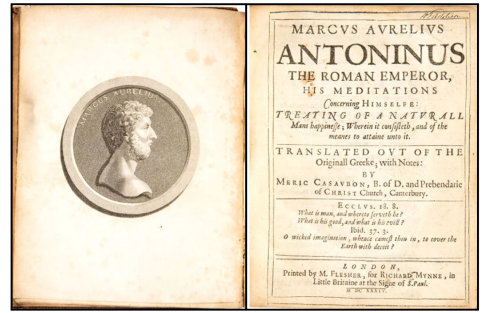 MARCUS AURELIUS
MARCVS AVRELIVS
ANTONINUS
THE ROMAN EMPEROR,
HIS MEDITATIONS
Concerning HIMSELFE:
TREATING OF A NATVRALL
Mans happinesse; Wherein it consisteth, and of the
meanes to attaine unto it.
TRANSLATED OVT OF THE
Originall Greeke; with Notes:
BY
MERIC CASAVBON, B. of D. and Prebendarie
of CHRIST Church, Canterbury.
ECCLVS. 18. 8.
What is man, and whereto serveth he?
What is his good, and what is his evill?
Ibid. 37. 3.
O wicked imagination, whence camest thou in, to cover the
Earth with deceit?
LONDON,
Printed by M. FLESHER, for RICHARD MYNNE, in
Little Britaine at the Signe of S. Paul.
M DC XXXIV.